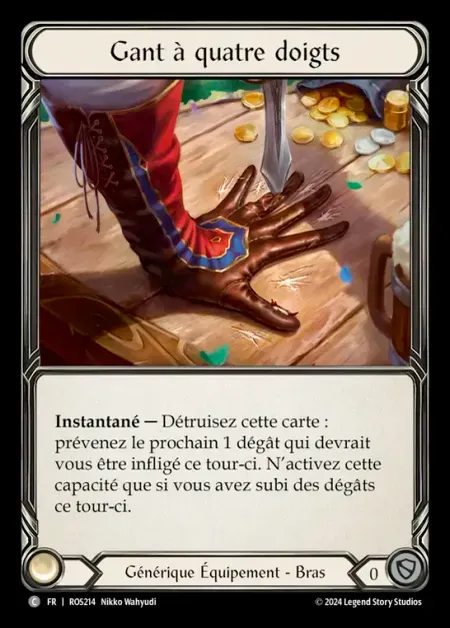 Gant à quatre doigts
Instantané — Détruisez cette carte :
prévenez le prochain 1 dégât qui devrait
vous être infligé ce tour-ci. N'activez cette
capacité que si vous avez subi des dégâts
ce tour-ci.
Générique Équipement - Bras
0
C FR | ROS214 Nikko Wahyudi
© 2024 Legend Story Studios